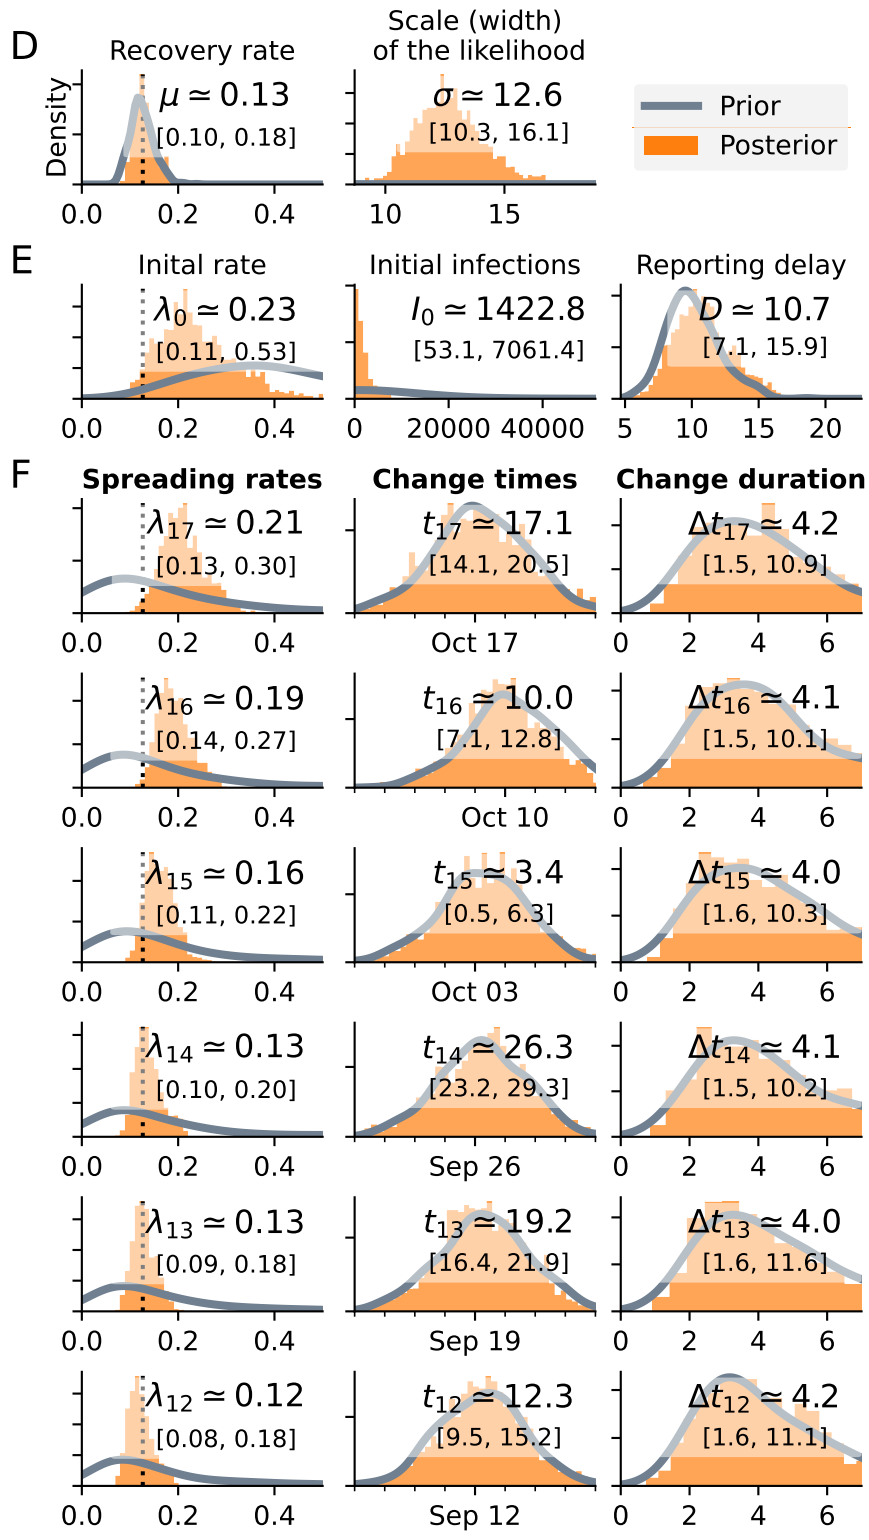 D
Recovery rate
Density
μ ≃ 0.13
[0.10, 0.18]
0.0 0.2 0.4
Scale (width)
of the likelihood
σ ≃ 12.6
[10.3, 16.1]
10 15
Prior
Posterior
E
Inital rate
λ0 ≃ 0.23
[0.11, 0.53]
0.0 0.2 0.4
Initial infections
I0 ≃ 1422.8
[53.1, 7061.4]
0 20000 40000
Reporting delay
D ≃ 10.7
[7.1, 15.9]
5 10 15 20
F
Spreading rates Change times Change duration
λ17 ≃ 0.21
[0.13, 0.30]
0.0 0.2 0.4
t17 ≃ 17.1
[14.1, 20.5]
Oct 17
Δt17 ≃ 4.2
[1.5, 10.9]
0 2 4 6
λ16 ≃ 0.19
[0.14, 0.27]
0.0 0.2 0.4
t16 ≃ 10.0
[7.1, 12.8]
Oct 10
Δt16 ≃ 4.1
[1.5, 10.1]
0 2 4 6
λ15 ≃ 0.16
[0.11, 0.22]
0.0 0.2 0.4
t15 ≃ 3.4
[0.5, 6.3]
Oct 03
Δt15 ≃ 4.0
[1.6, 10.3]
0 2 4 6
λ14 ≃ 0.13
[0.10, 0.20]
0.0 0.2 0.4
t14 ≃ 26.3
[23.2, 29.3]
Sep 26
Δt14 ≃ 4.1
[1.5, 10.2]
0 2 4 6
λ13 ≃ 0.13
[0.09, 0.18]
0.0 0.2 0.4
t13 ≃ 19.2
[16.4, 21.9]
Sep 19
Δt13 ≃ 4.0
[1.6, 11.6]
0 2 4 6
λ12 ≃ 0.12
[0.08, 0.18]
0.0 0.2 0.4
t12 ≃ 12.3
[9.5, 15.2]
Sep 12
Δt12 ≃ 4.2
[1.6, 11.1]
0 2 4 6